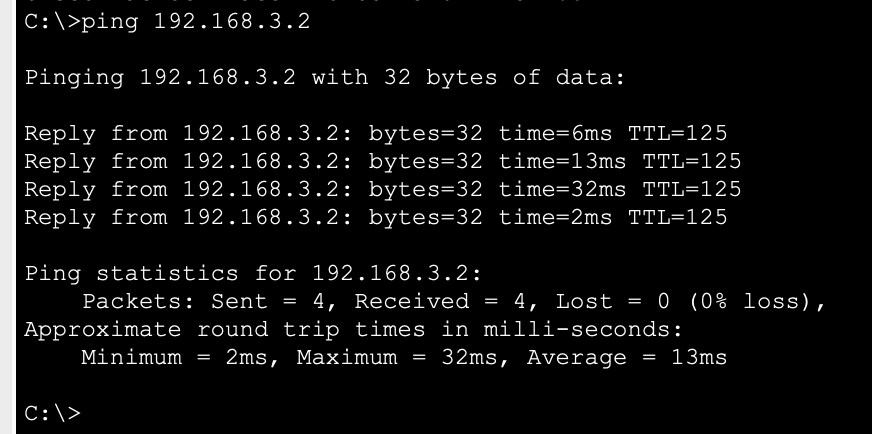 C:\>ping 192.168.3.2
Pinging 192.168.3.2 with 32 bytes of data:
Reply from 192.168.3.2: bytes=32 time=6ms TTL=125
Reply from 192.168.3.2: bytes=32 time=13ms TTL=125
Reply from 192.168.3.2: bytes=32 time=32ms TTL=125
Reply from 192.168.3.2: bytes=32 time=2ms TTL=125
Ping statistics for 192.168.3.2:
    Packets: Sent = 4, Received = 4, Lost = 0 (0% loss),
Approximate round trip times in milli-seconds:
    Minimum = 2ms, Maximum = 32ms, Average = 13ms
C:\>